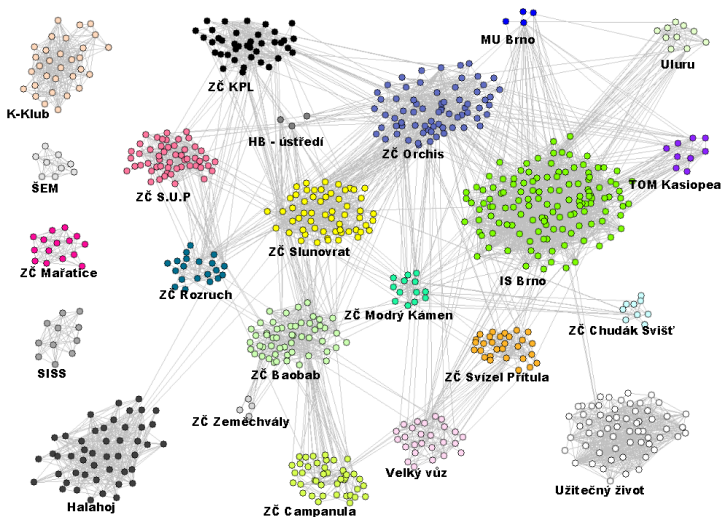 MU Brno
Uluru
ZČ KPL
K-Klub
HB - ústředí
ZČ Orchis
ŠEM
ZČ S.U.P
TOM Kasiopea
ZČ Slunovrat
ZČ Mařatice
IS Brno
ZČ Rozruch
ZČ Modrý Kámen
ZČ Chudák Svišť
SISS
ZČ Baobab
ZČ Svízel Přítula
ZČ Zeměchvály
Velký vůz
Užitečný život
Halahoj
ZČ Campanula